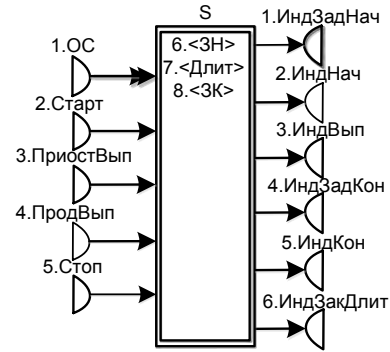 S
1.ОС
2.Старт
3.ПриостВып
4.ПродВып
5.Стоп
6.<ЗН>
7.<Длит>
8.<ЗК>
1.ИндЗадНач
2.ИндНач
3.ИндВып
4.ИндЗадКон
5.ИндКон
6.ИндЗакДлит